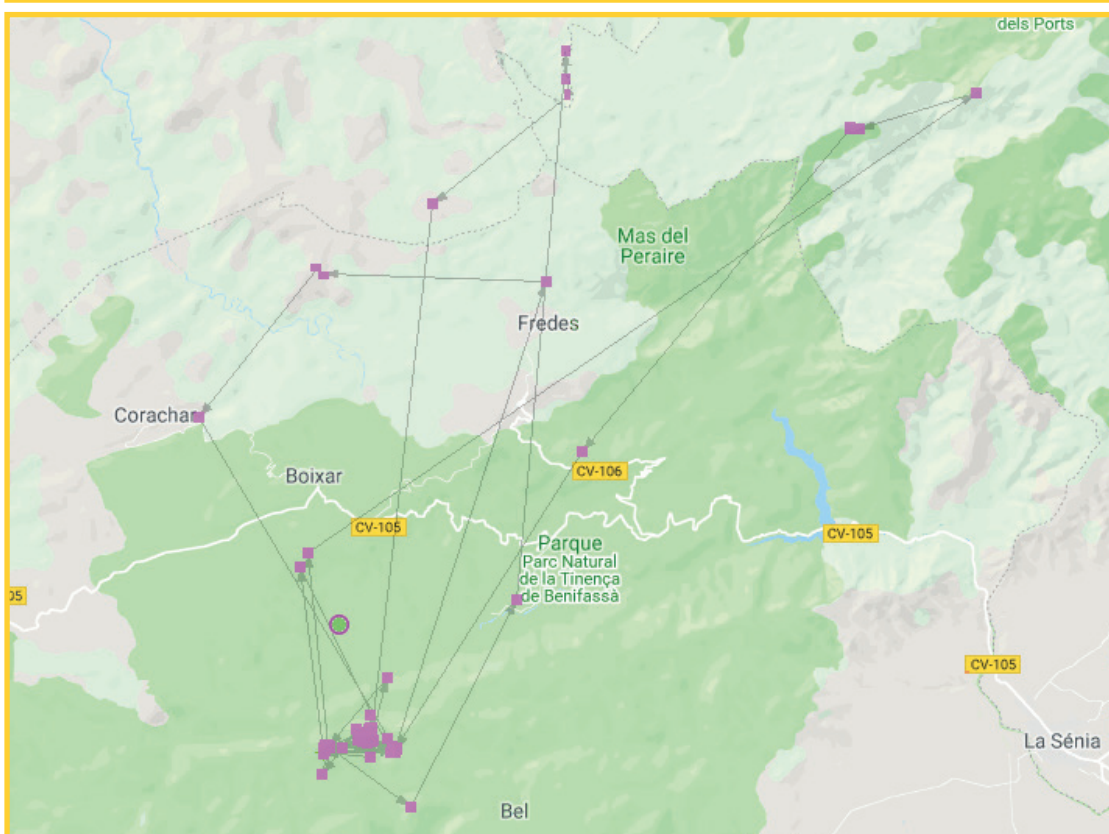 dels Ports
Mas del
Peraire
Fredes
Corachar
Boixar
CV-106
CV-105
CV-105
Parque
Parc Natural
de la Tinença
de Benifassà
05
CV-105
La Sénia
Bel